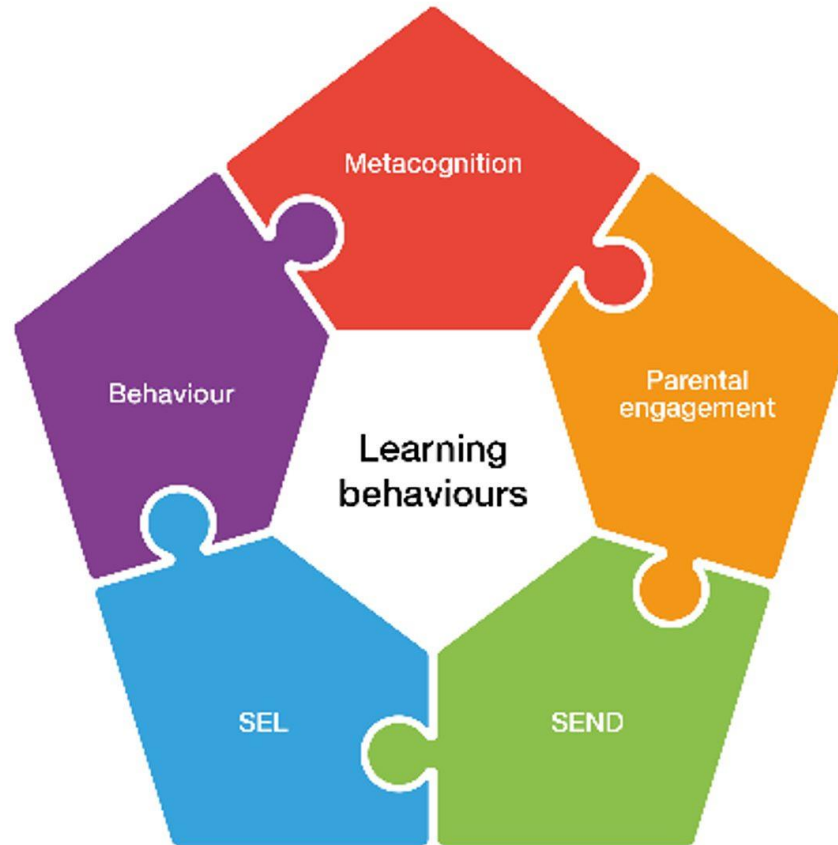 Metacognition
Parental
engagement
Behaviour
Learning
behaviours
SEL
SEND